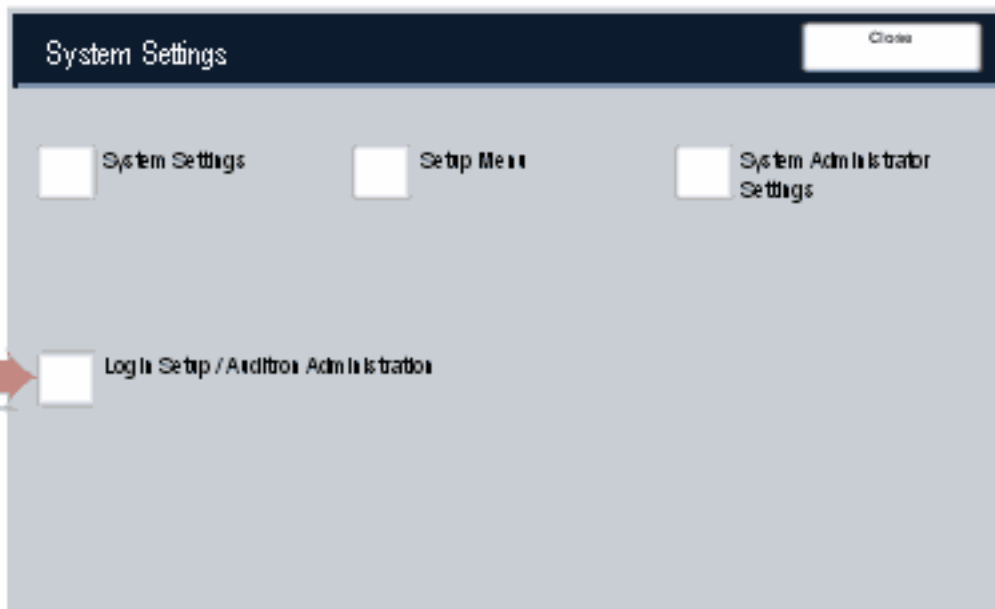 System Settings
Close
System Settings
Setup Menu
System Administrator
Settings
Login Setup / Auditron Administration